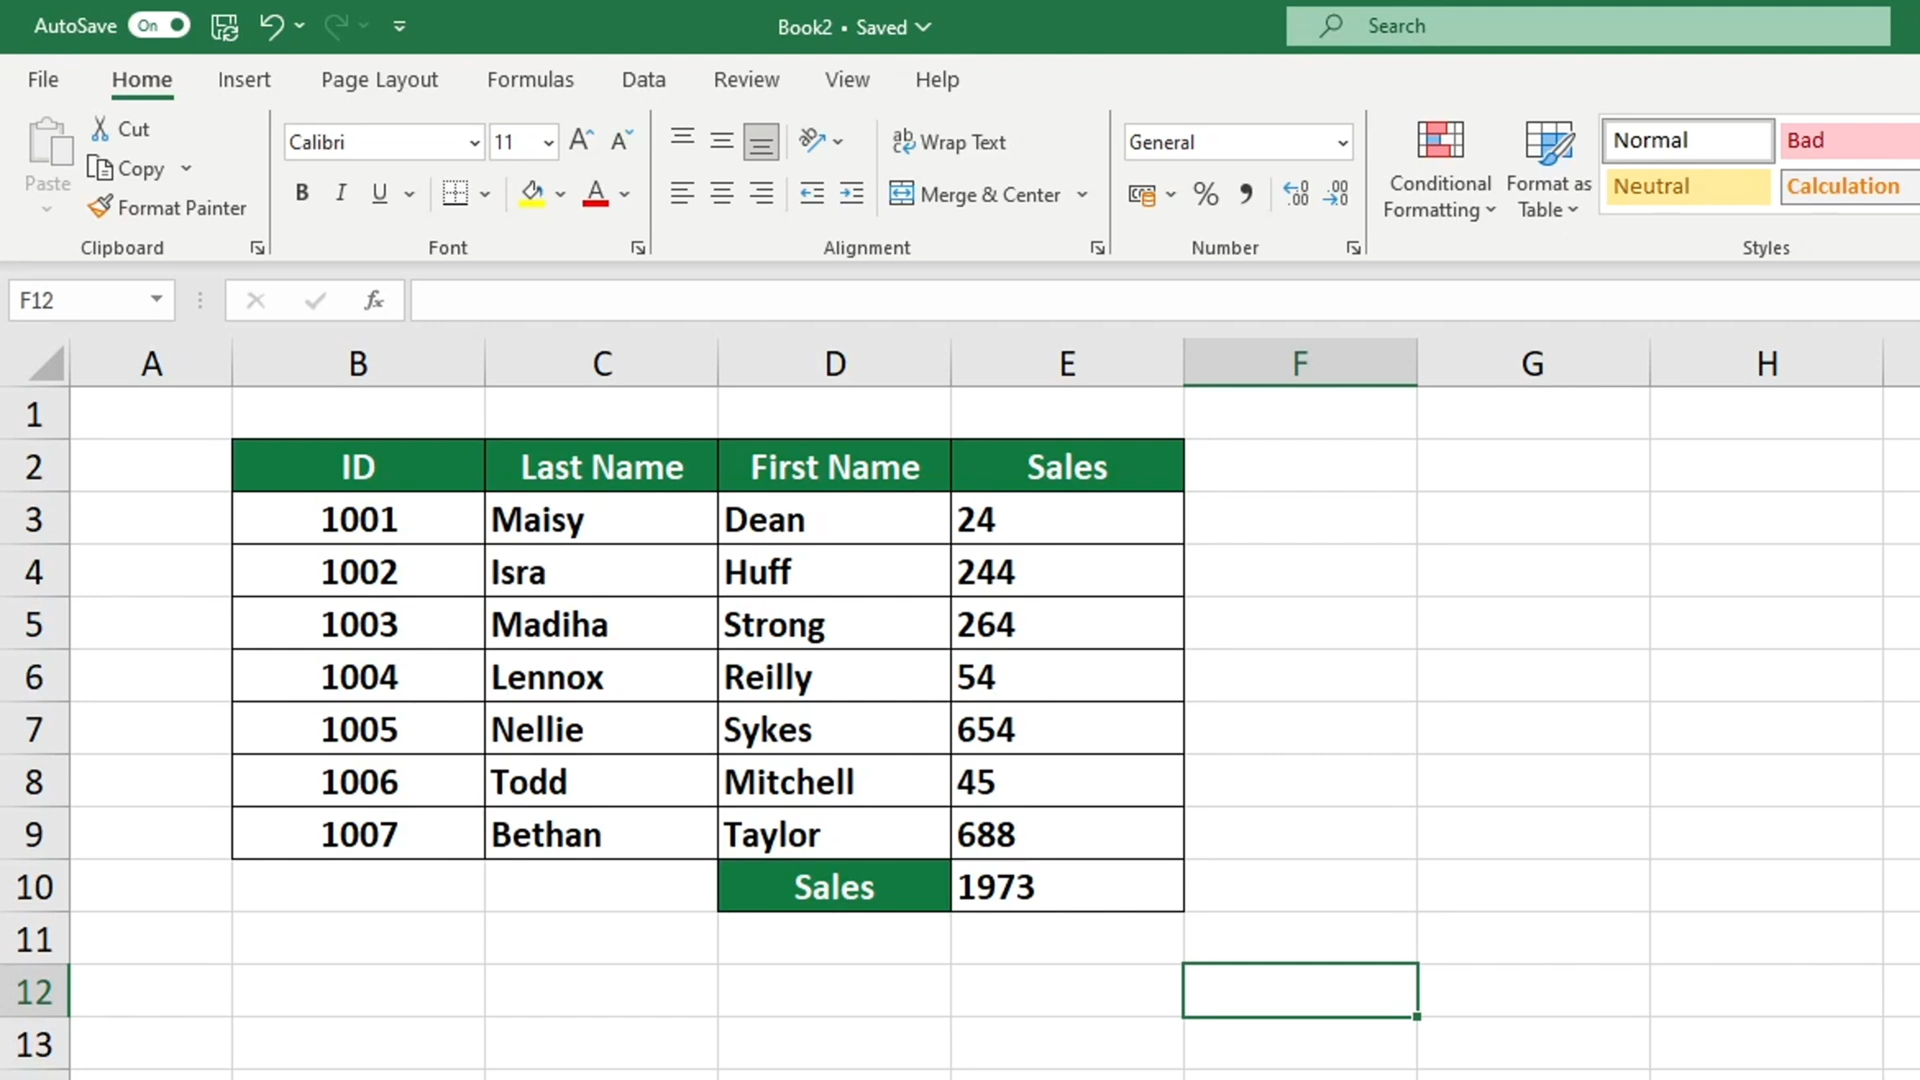 AutoSave On Book2 • Saved Search
File Home Insert Page Layout Formulas Data Review View Help
Paste Cut Copy Format Painter
Clipboard
Calibri 11 A^ A˅
B I U A
Font
ab Wrap Text
Merge & Center
Alignment
General
% ,
Number
Conditional Formatting
Format as Table
Normal Bad
Neutral Calculation
Styles
F12 fx
A B C D E F G H
1
2 ID Last Name First Name Sales
3 1001 Maisy Dean 24
4 1002 Isra Huff 244
5 1003 Madiha Strong 264
6 1004 Lennox Reilly 54
7 1005 Nellie Sykes 654
8 1006 Todd Mitchell 45
9 1007 Bethan Taylor 688
10 Sales 1973
11
12
13